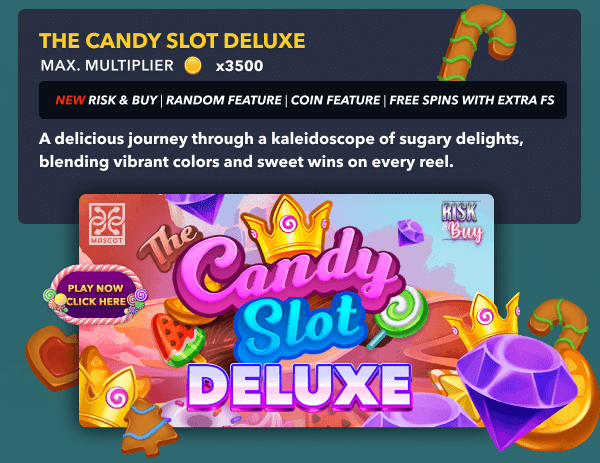 THE CANDY SLOT DELUXE
MAX. MULTIPLIER x3500
NEW RISK & BUY | RANDOM FEATURE | COIN FEATURE | FREE SPINS WITH EXTRA FS
A delicious journey through a kaleidoscope of sugary delights,
blending vibrant colors and sweet wins on every reel.
MASCOT
RISK
& Buy
The
Candy
Slot
DELUXE
PLAY NOW
CLICK HERE